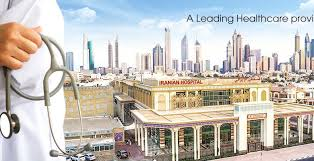 A Leading Healthcare provi
IRANIAN HOSPITAL